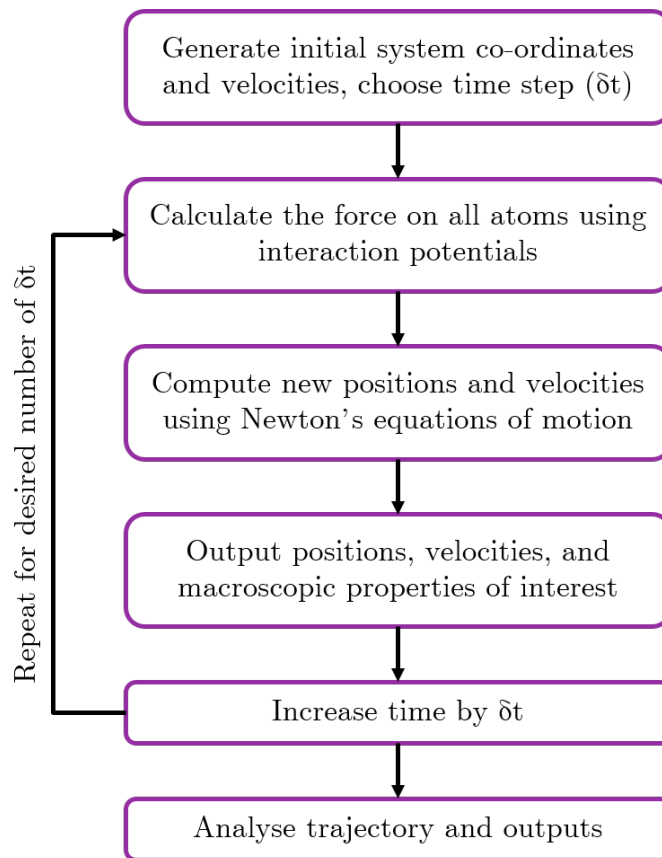 Generate initial system co-ordinates
and velocities, choose time step (δt)
Calculate the force on all atoms using
interaction potentials
Compute new positions and velocities
using Newton's equations of motion
Output positions, velocities, and
macroscopic properties of interest
Increase time by δt
Analyse trajectory and outputs
Repeat for desired number of δt